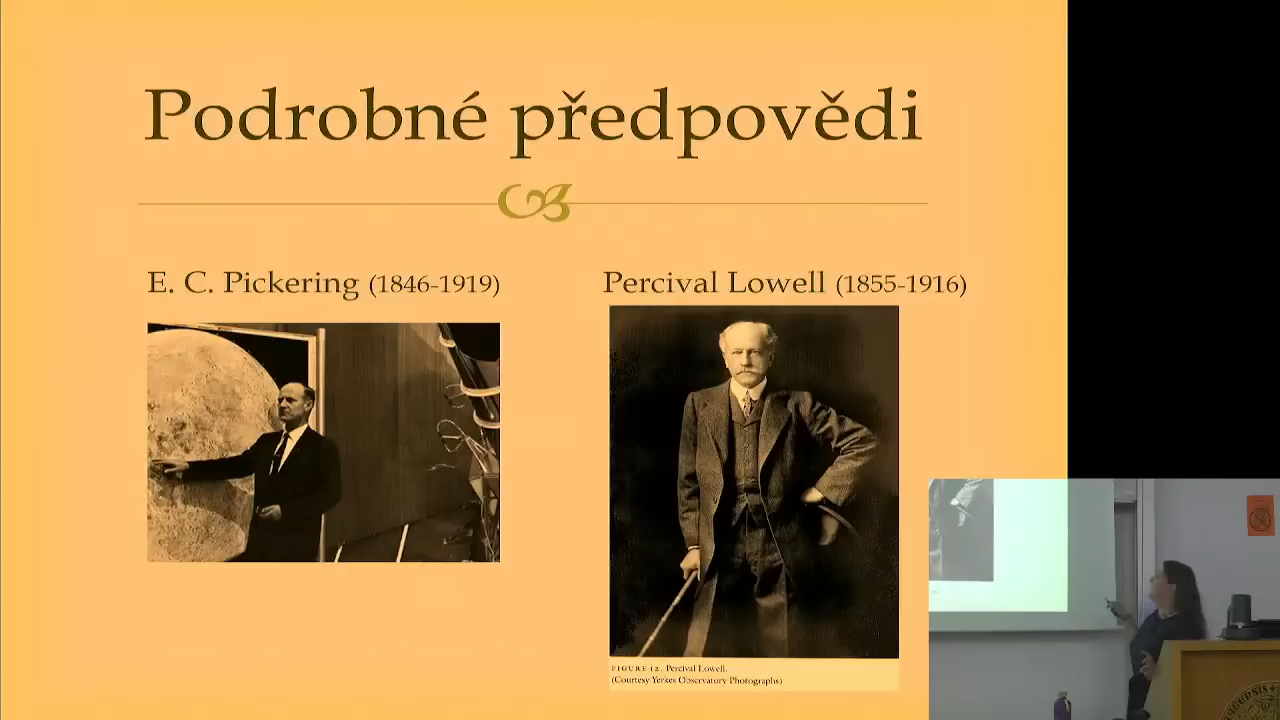 Podrobné předpovědi
E. C. Pickering (1846-1919)
Percival Lowell (1855-1916)
FIGURE 12. Percival Lowell.
(Courtesy Yerkes Observatory Photographs)